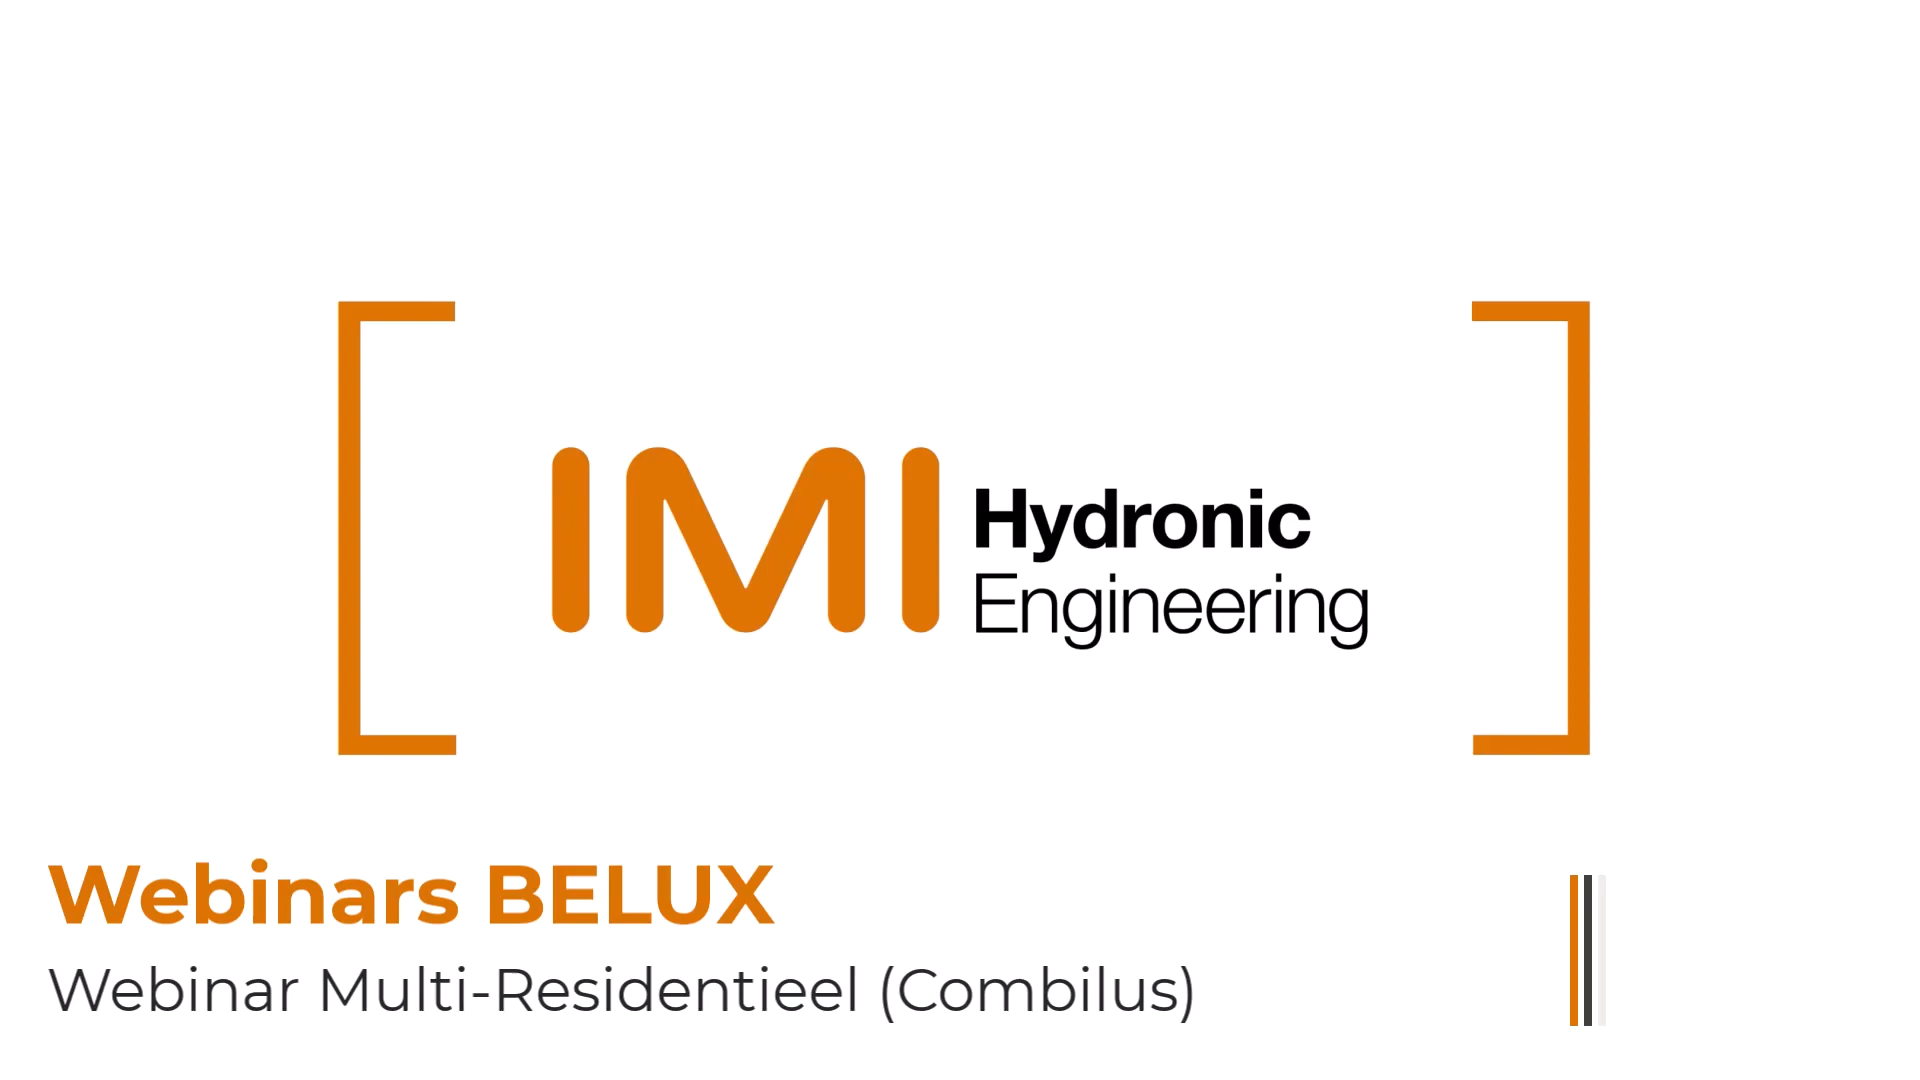 IMI Hydronic
Engineering
Webinars BELUX
Webinar Multi-Residentieel (Combilus)